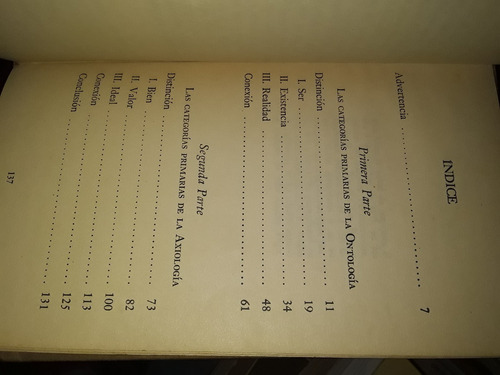 INDICE
Advertencia ........................ 7
Primera Parte
LAS CATEGORÍAS PRIMARIAS DE LA ONTOLOGÍA
Distinción ........................ 11
I. Ser ........................ 19
II. Existencia ........................ 34
III. Realidad ........................ 48
Conexión ........................ 61
Segunda Parte
LAS CATEGORÍAS PRIMARIAS DE LA AXIOLOGÍA
Distinción ........................ 73
I. Bien ........................ 82
II. Valor ........................ 100
III. Ideal ........................ 113
Conexión ........................ 125
Conclusión ........................ 131
137